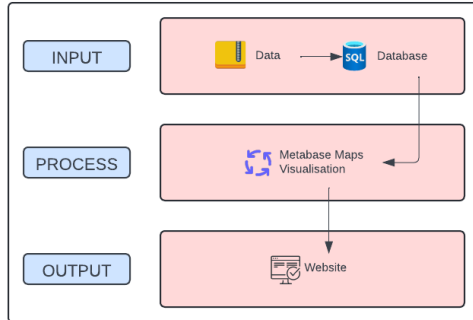 INPUT
Data
SQL
Database
PROCESS
Metabase Maps
Visualisation
OUTPUT
Website